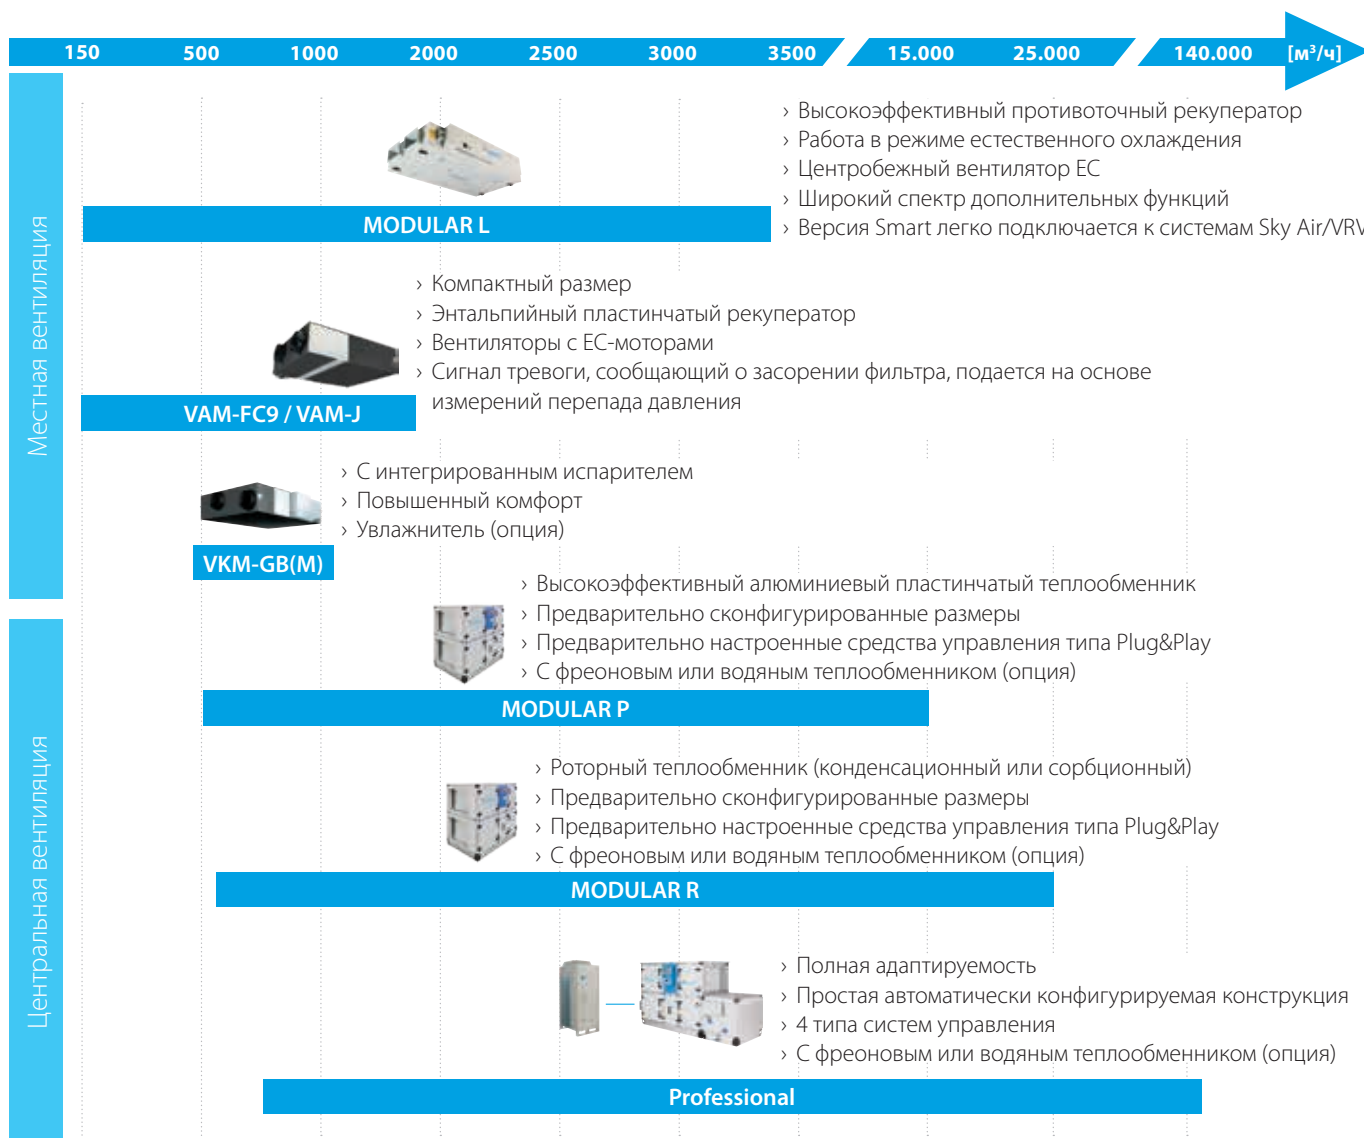 150 500 1000 2000 2500 3000 3500 15.000 25.000 140.000 [м³/ч]
Местная вентиляция
› Высокоэффективный противоточный рекуператор
› Работа в режиме естественного охлаждения
› Центробежный вентилятор EC
› Широкий спектр дополнительных функций
› Версия Smart легко подключается к системам Sky Air/VRV
MODULAR L
› Компактный размер
› Энтальпийный пластинчатый рекуператор
› Вентиляторы с EC-моторами
› Сигнал тревоги, сообщающий о засорении фильтра, подается на основе
измерений перепада давления
VAM-FC9 / VAM-J
› С интегрированным испарителем
› Повышенный комфорт
› Увлажнитель (опция)
VKM-GB(M)
Центральная вентиляция
› Высокоэффективный алюминиевый пластинчатый теплообменник
› Предварительно сконфигурированные размеры
› Предварительно настроенные средства управления типа Plug&Play
› С фреоновым или водяным теплообменником (опция)
MODULAR P
› Роторный теплообменник (конденсационный или сорбционный)
› Предварительно сконфигурированные размеры
› Предварительно настроенные средства управления типа Plug&Play
› С фреоновым или водяным теплообменником (опция)
MODULAR R
› Полная адаптируемость
› Простая автоматически конфигурируемая конструкция
› 4 типа систем управления
› С фреоновым или водяным теплообменником (опция)
Professional